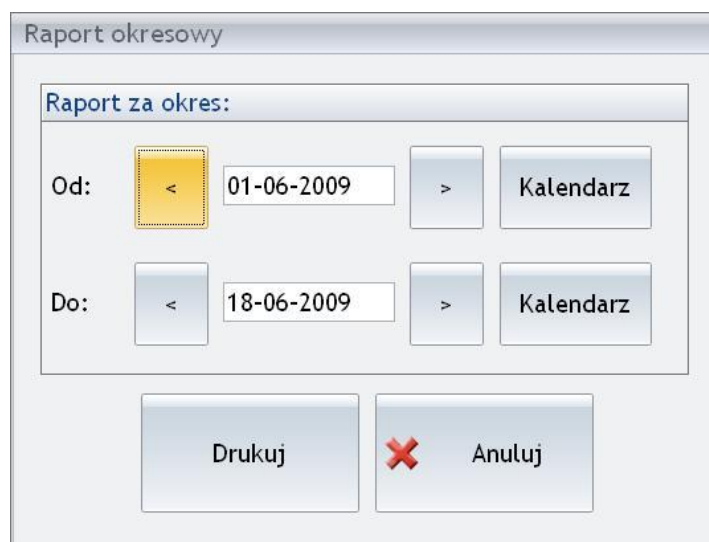 Raport okresowy
Raport za okres:
Od: < 01-06-2009 > Kalendarz
Do: < 18-06-2009 > Kalendarz
Drukuj Anuluj